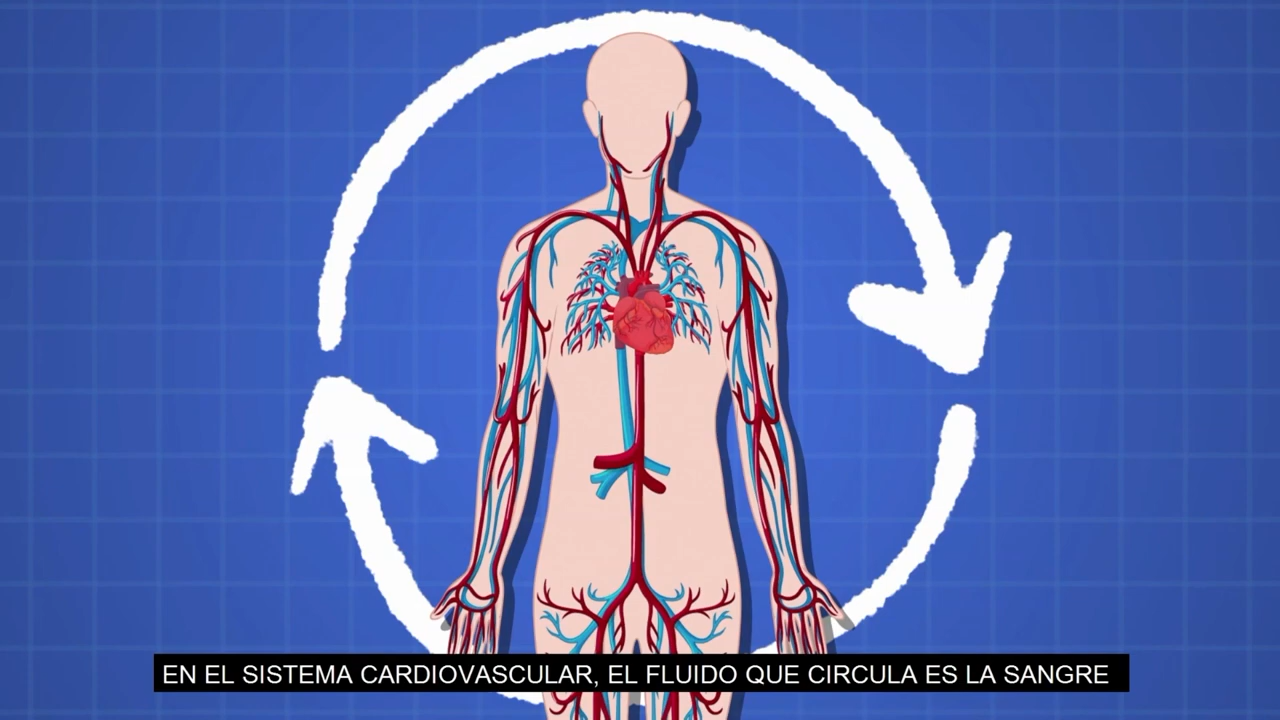 EN EL SISTEMA CARDIOVASCULAR, EL FLUIDO QUE CIRCULA ES LA SANGRE